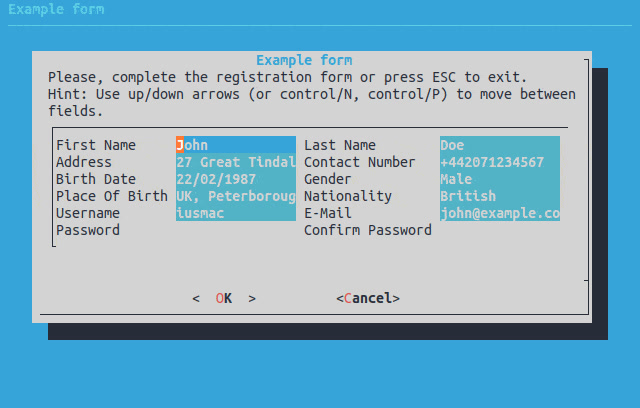 Example form
Example form
Please, complete the registration form or press ESC to exit.
Hint: Use up/down arrows (or control/N, control/P) to move between
fields.
First Name John Last Name Doe
Address 27 Great Tindal Contact Number +442071234567
Birth Date 22/02/1987 Gender Male
Place Of Birth UK, Peterboroug Nationality British
Username iusmac E-Mail john@example.co
Password Confirm Password
< OK > <Cancel>